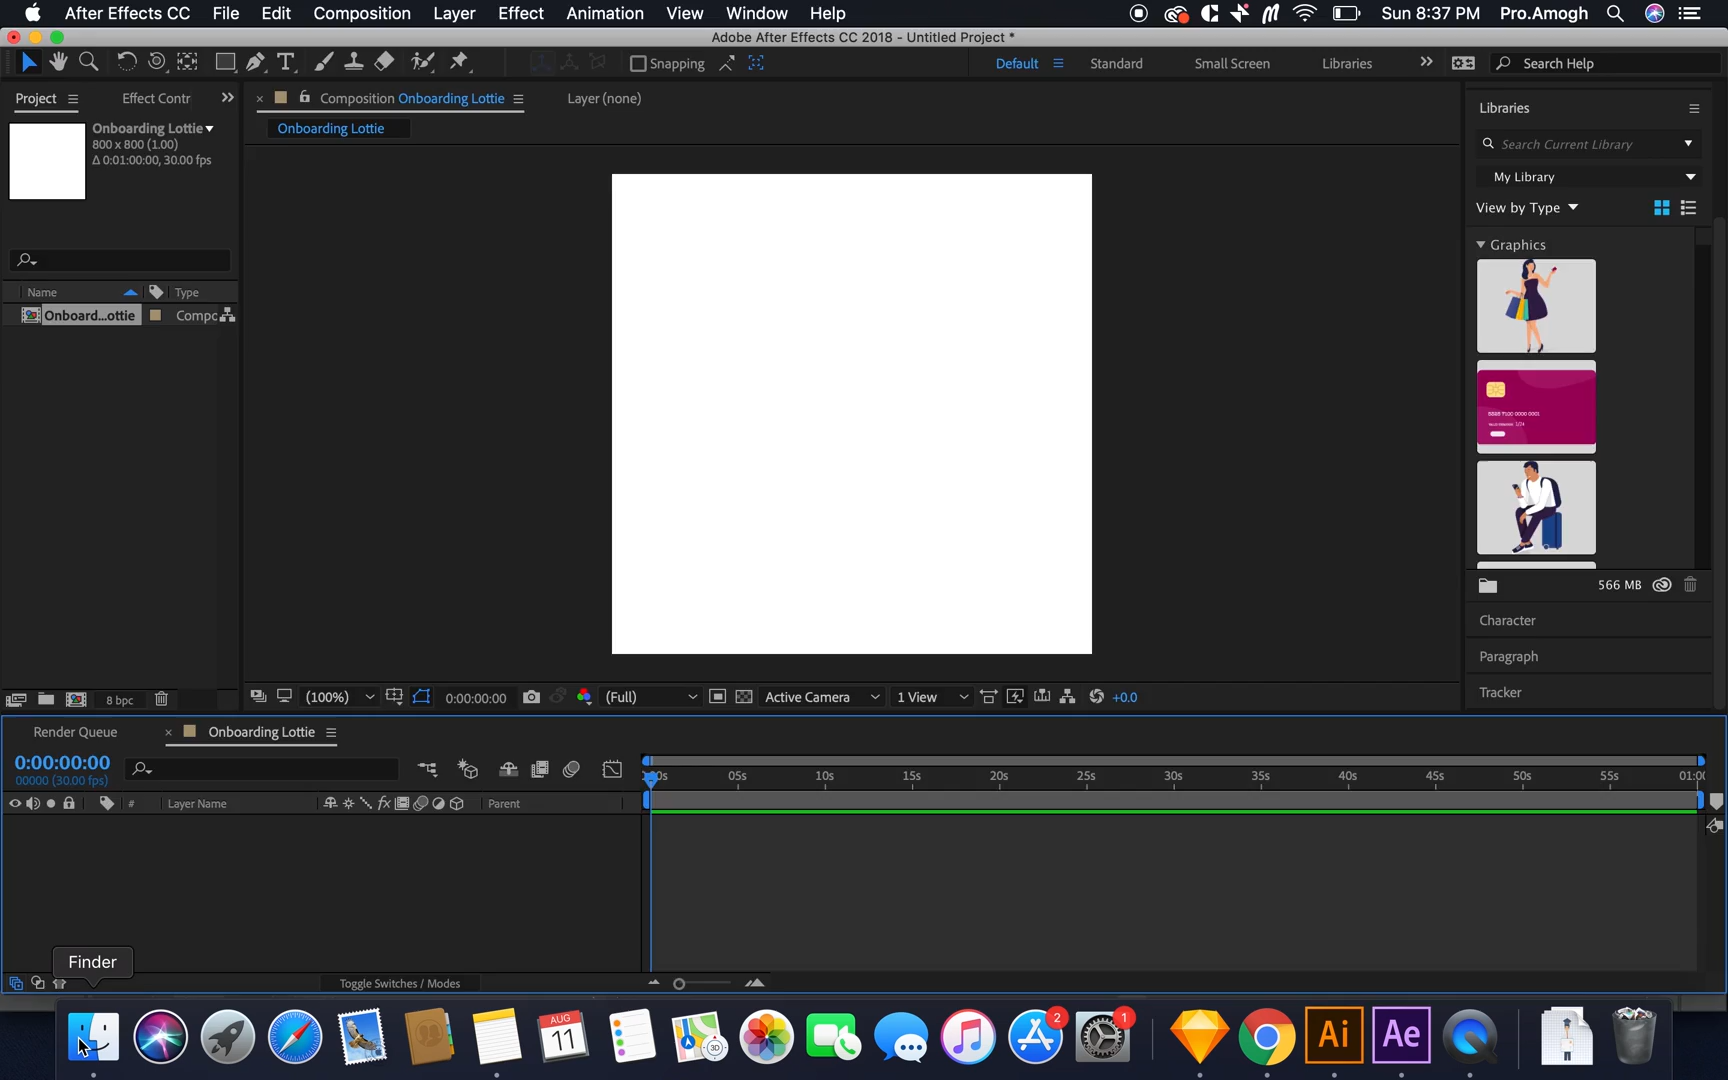 After Effects CC File Edit Composition Layer Effect Animation View Window Help Sun 8:37 PM Pro.Amogh
Adobe After Effects CC 2018 - Untitled Project *
Snapping Default Standard Small Screen Libraries Search Help
Project Effect Contr Composition Onboarding Lottie Layer (none)
Onboarding Lottie
800 x 800 (1.00)
Δ 0:01:00:00, 30.00 fps
Onboarding Lottie
Name Type
Onboard...ottie Compc
8 bpc
Libraries
Search Current Library
My Library
View by Type
Graphics
566 MB
Character
Paragraph
Tracker
(100%) 0:00:00:00 (Full) Active Camera 1 View +0.0
Render Queue Onboarding Lottie
0:00:00:00
00000 (30.00 fps)
05s 10s 15s 20s 25s 30s 35s 40s 45s 50s 55s
# Layer Name Parent
Toggle Switches / Modes
Finder
AUG
11
3D
2
1
Ai
Ae